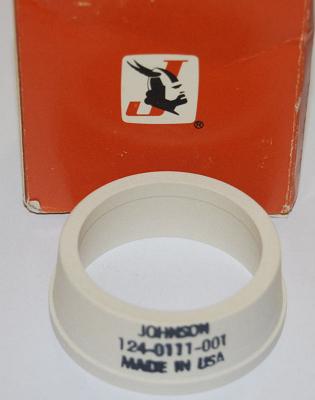 J
®
JOHNSON
124-0111-001
MADE IN USA